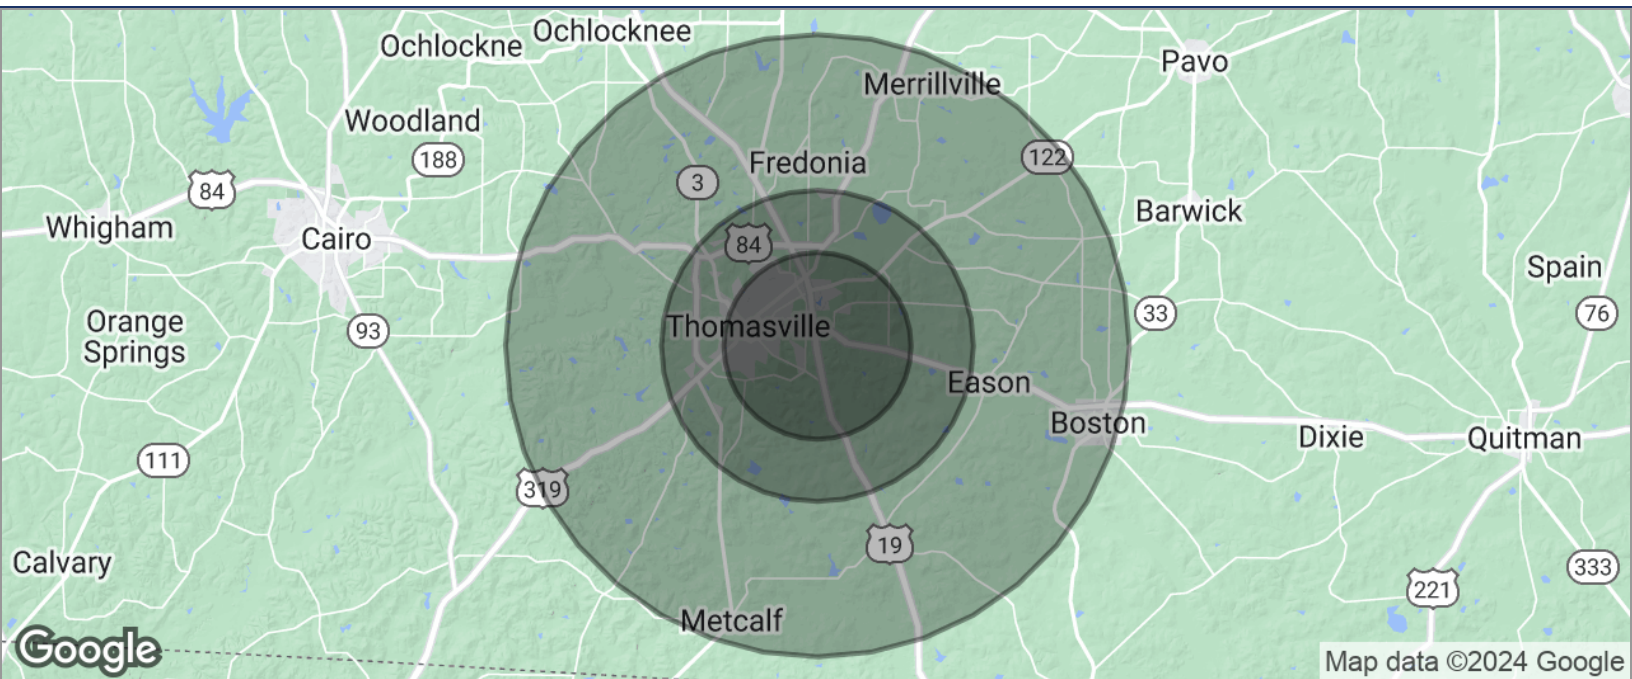 Ochlocknee
Ochlockne
Pavo
Merrillville
Woodland
188
Fredonia
122
3
84
Whigham
Cairo
Barwick
84
Spain
Orange
Springs
93
Thomasville
33
76
Eason
Boston
Dixie
Quitman
111
319
19
Calvary
333
221
Metcalf
Google
Map data ©2024 Google